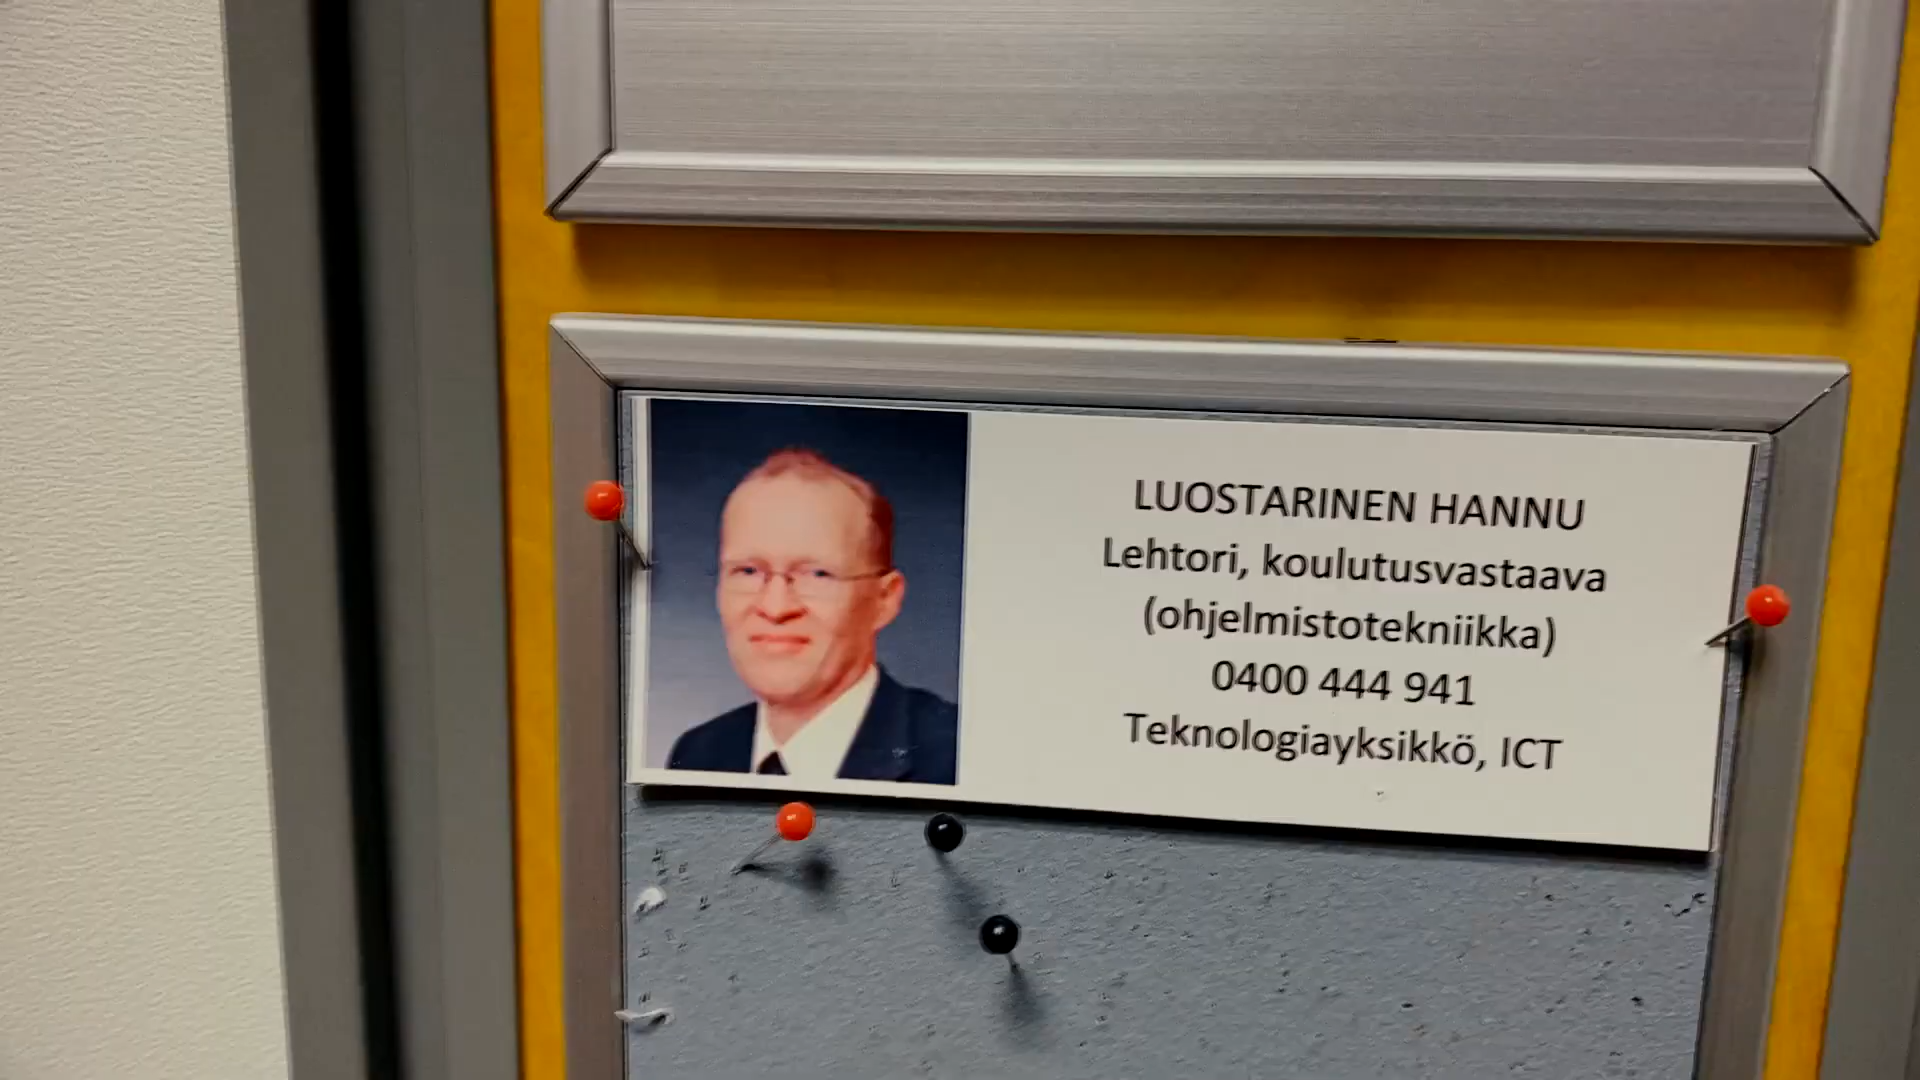 LUOSTARINEN HANNU
Lehtori, koulutusvastaava
(ohjelmistotekniikka)
0400 444 941
Teknologiayksikkö, ICT